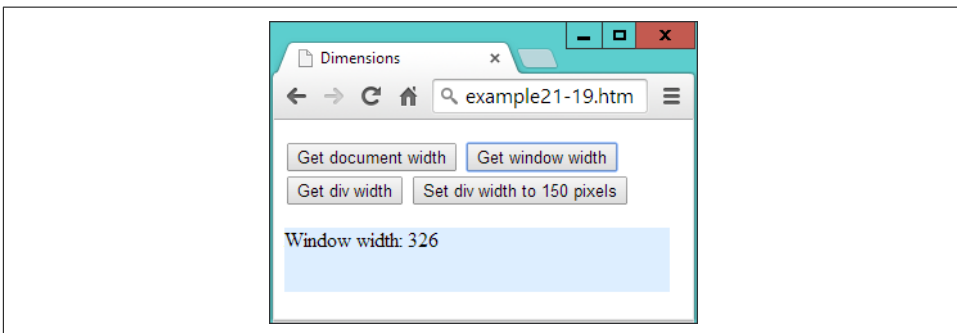 Dimensions
example21-19.htm
Get document width Get window width
Get div width Set div width to 150 pixels
Window width: 326